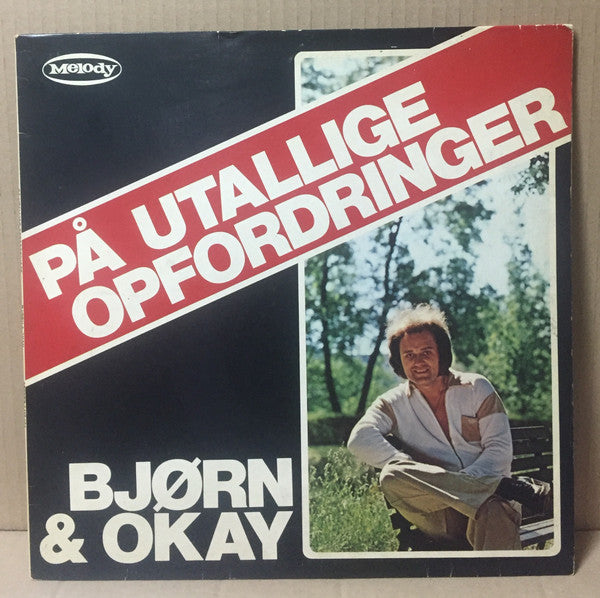 Melody
PÅ UTALLIGE
OPFORDRINGER
BJØRN
& OKAY